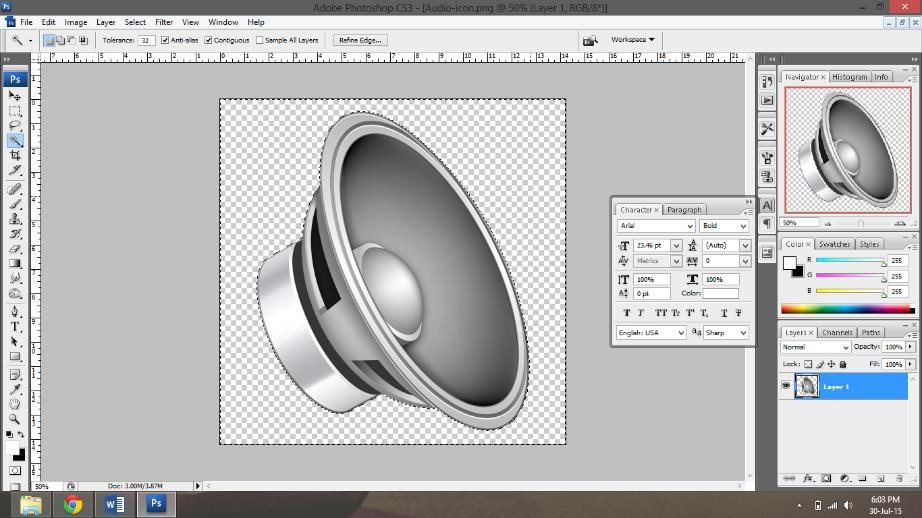 Adobe Photoshop CS3 - [Audio-icon.png @ 50% (Layer 1, RGB/8*)]
File Edit Image Layer Select Filter View Window Help
Tolerance: 32 Anti-alias Contiguous Sample All Layers Refine Edge... Workspace
Ps
Navigator Histogram Info
50%
Character Paragraph
Arial Bold
23.46 pt (Auto)
Metrics 0
100% 100%
0 pt Color:
English: USA Sharp
Color Swatches Styles
R 255
G 255
B 255
Layers Channels Paths
Normal Opacity: 100%
Lock: Fill: 100%
Layer 1
50% Doc: 3.00M/3.87M
6:03 PM
30-Jul-15